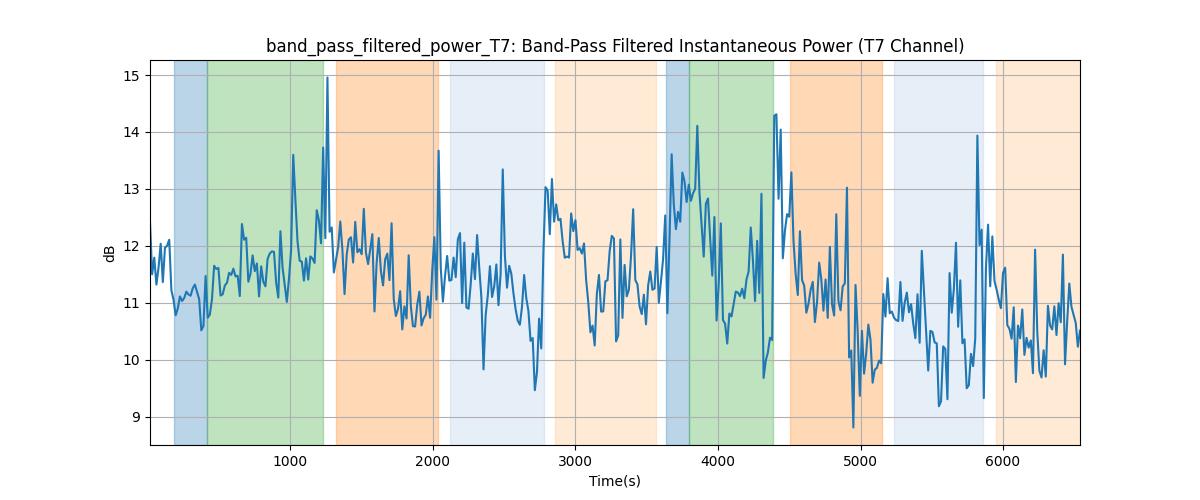 band_pass_filtered_power_T7: Band-Pass Filtered Instantaneous Power (T7 Channel)
15
14
13
12
11
10
9
dB
1000 2000 3000 4000 5000 6000
Time(s)